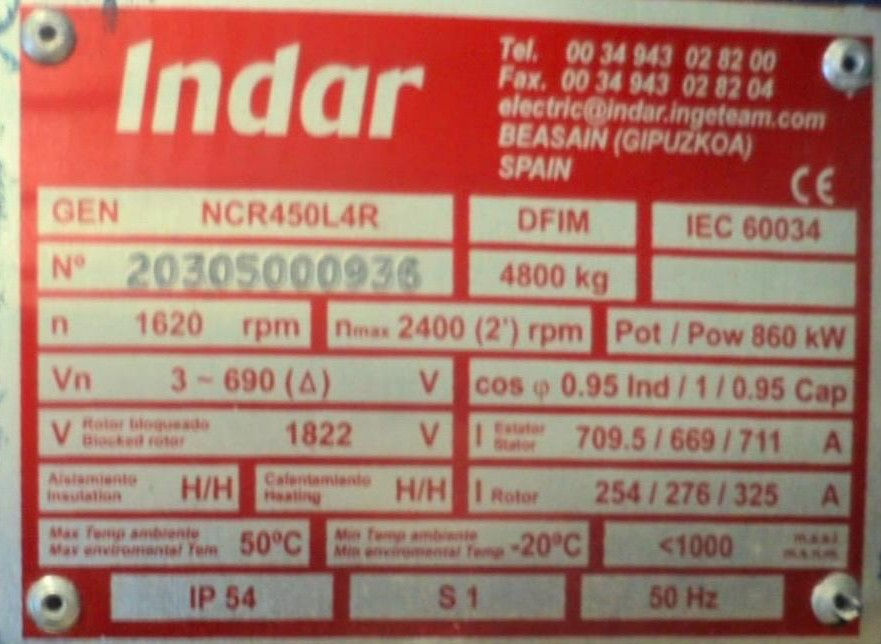 Indar
Tel. 00 34 943 02 82 00
Fax. 00 34 943 02 82 04
electric@indar.ingeteam.com
BEASAIN (GIPUZKOA)
SPAIN
CE
GEN NCR450L4R DFIM IEC 60034
Nº 20305000936 4800 kg
n 1620 rpm nmax 2400 (2') rpm Pot / Pow 860 kW
Vn 3 ~ 690 (Δ) V cos φ 0.95 Ind / 1 / 0.95 Cap
V Rotor bloqueado
Blocked rotor 1822 V I Estator
Stator 709.5 / 669 / 711 A
Aislamiento
Insulation H/H Calentamiento
Heating H/H I Rotor 254 / 276 / 325 A
Max Temp ambiente
Max enviromental Tem 50ºC Min Temp ambiente
Min enviromental Temp -20ºC <1000 m.a.s.l
m.s.n.m.
IP 54 S 1 50 Hz